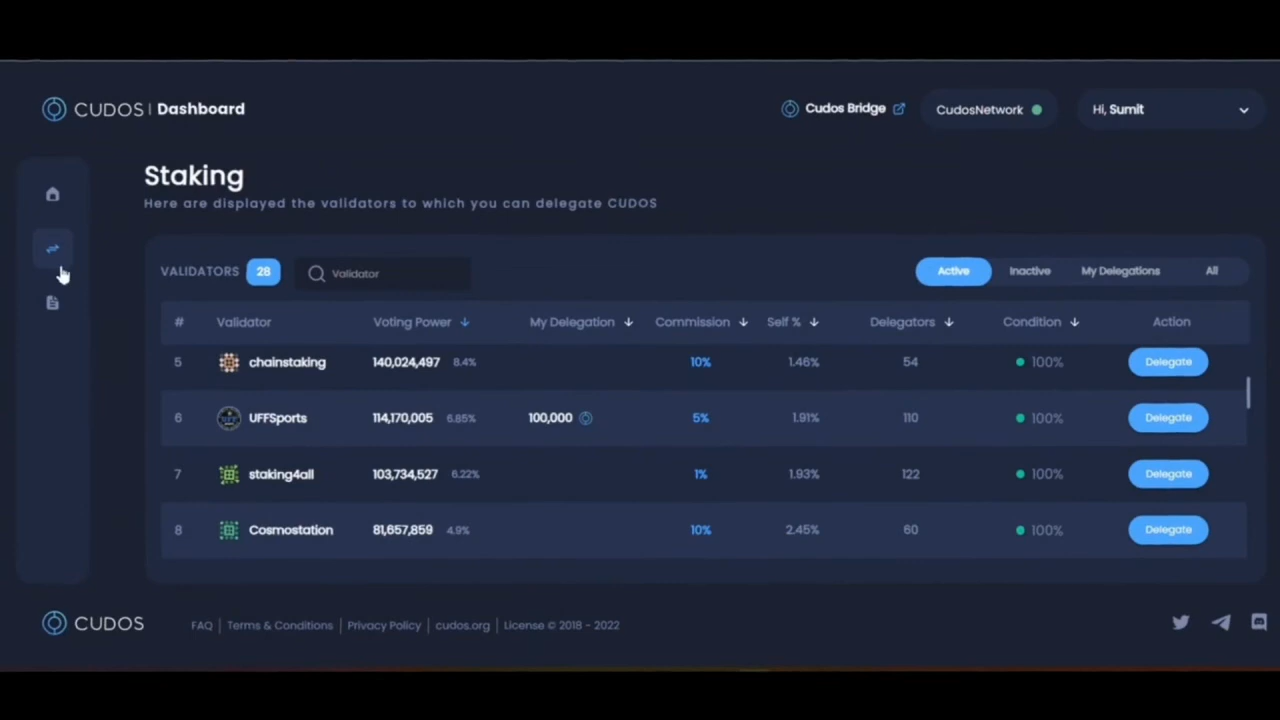 CUDOS | Dashboard
Cudos Bridge
CudosNetwork
Hi, Sumit
Staking
Here are displayed the validators to which you can delegate CUDOS
VALIDATORS 28
Validator
Active Inactive My Delegations All
# Validator Voting Power My Delegation Commission Self % Delegators Condition Action
5 chainstaking 140,024,497 8.4% 10% 1.46% 54 100% Delegate
6 UFFSports 114,170,005 6.85% 100,000 5% 1.91% 110 100% Delegate
7 staking4all 103,734,527 6.22% 1% 1.93% 122 100% Delegate
8 Cosmostation 81,657,859 4.9% 10% 2.45% 60 100% Delegate
CUDOS
FAQ | Terms & Conditions | Privacy Policy | cudos.org | License © 2018 - 2022